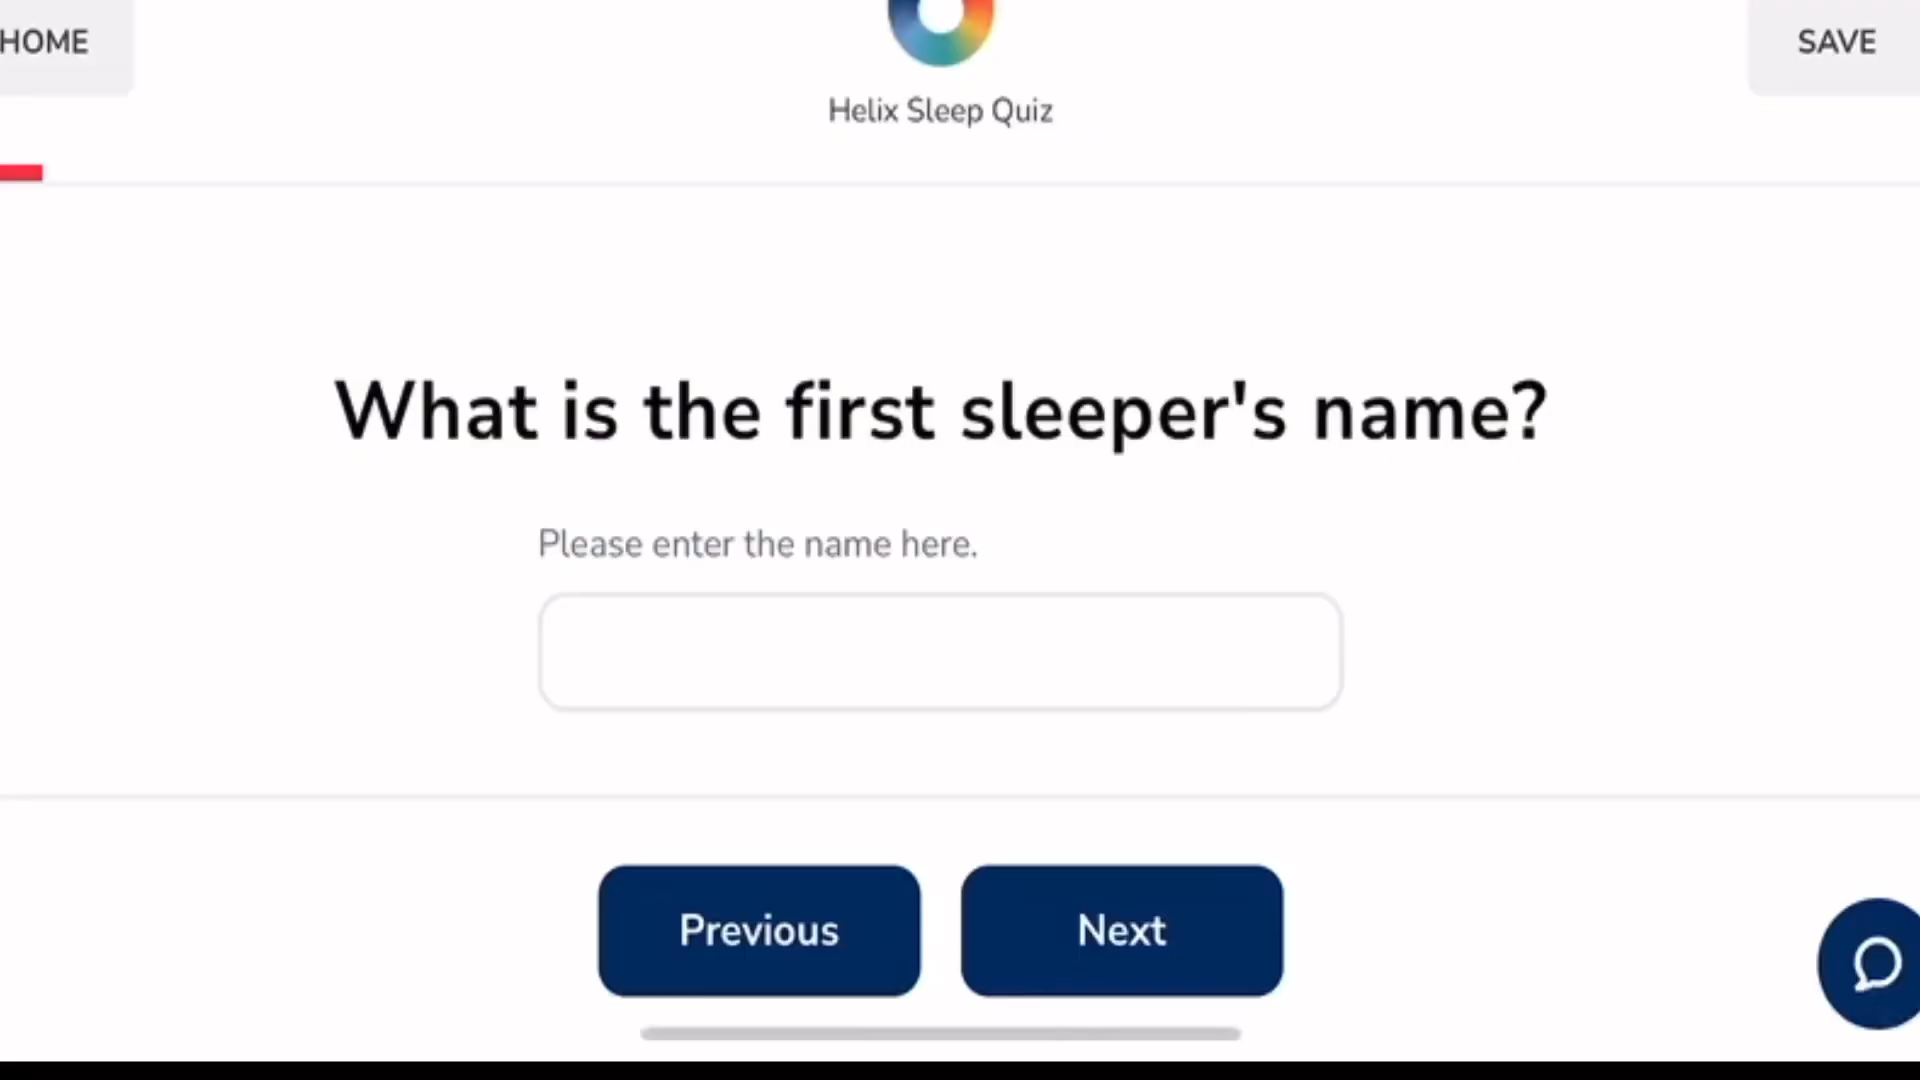 HOME
SAVE
Helix Sleep Quiz
What is the first sleeper's name?
Please enter the name here.
Previous
Next